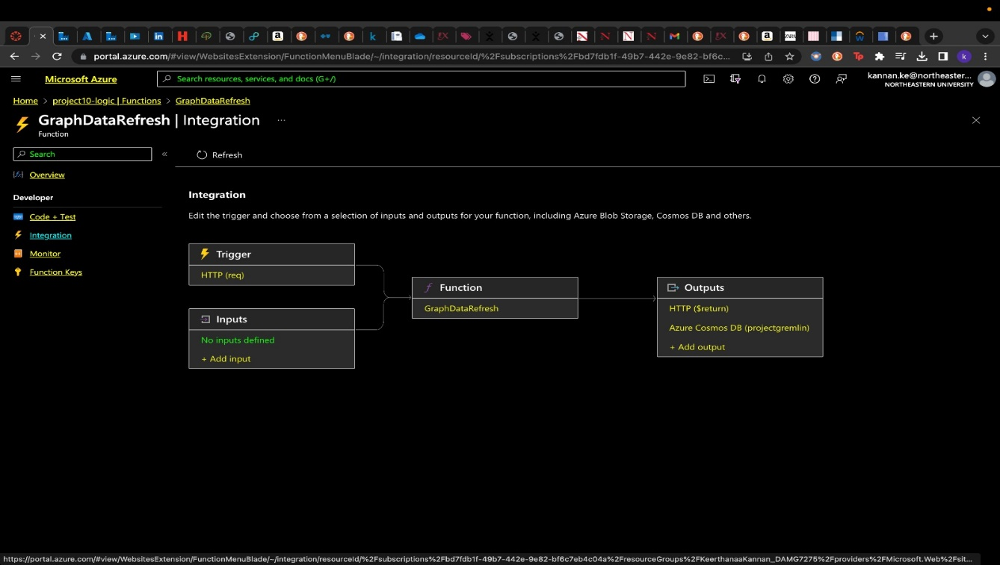 portal.azure.com/#view/WebsitesExtension/FunctionMenuBlade/~/integration/resourceId/%2Fsubscriptions%2Fbd7fdb1f-49b7-442e-9e82-bf6c...
Microsoft Azure
Search resources, services, and docs (G+/)
kannan.ke@northeaster...
NORTHEASTERN UNIVERSITY
Home > project10-logic | Functions > GraphDataRefresh
GraphDataRefresh | Integration ...
Function
Search «
Refresh
Overview
Developer
Code + Test
Integration
Monitor
Function Keys
Integration
Edit the trigger and choose from a selection of inputs and outputs for your function, including Azure Blob Storage, Cosmos DB and others.
Trigger
HTTP (req)
Inputs
No inputs defined
+ Add input
Function
GraphDataRefresh
Outputs
HTTP ($return)
Azure Cosmos DB (projectgremlin)
+ Add output
https://portal.azure.com/#view/WebsitesExtension/FunctionMenuBlade/~/integration/resourceId/%2Fsubscriptions%2Fbd7fdb1f-49b7-442e-9e82-bf6c7eb4c04a%2FresourceGroups%2FKeerthanaaKannan_DAMG7275%2Fproviders%2FMicrosoft.Web%2Fsit...